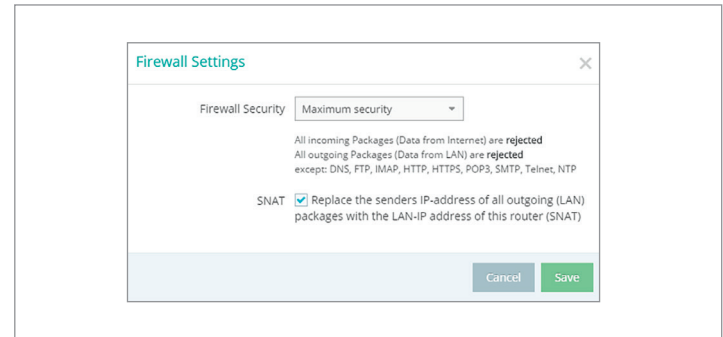 Firewall Settings
Firewall Security
Maximum security
All incoming Packages (Data from Internet) are rejected
All outgoing Packages (Data from LAN) are rejected
except: DNS, FTP, IMAP, HTTP, HTTPS, POP3, SMTP, Telnet, NTP
SNAT
Replace the senders IP-address of all outgoing (LAN)
packages with the LAN-IP address of this router (SNAT)
Cancel
Save